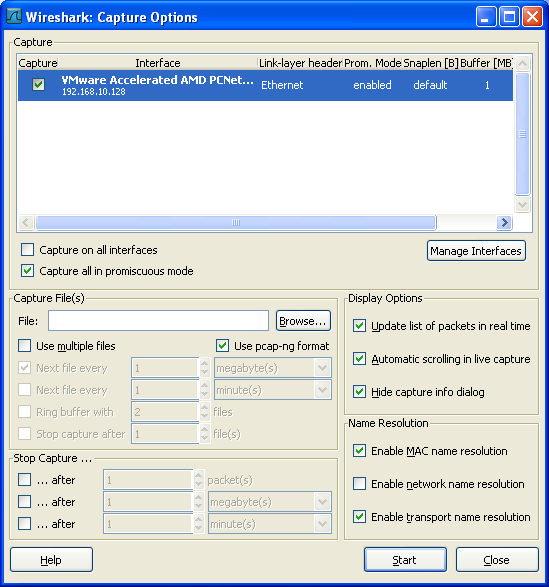 Wireshark: Capture Options
Capture
Capture Interface Link-layer header Prom. Mode Snaplen [B] Buffer [MB]
VMware Accelerated AMD PCNet... Ethernet enabled default 1
192.168.10.128
Capture on all interfaces
Manage Interfaces
Capture all in promiscuous mode
Capture File(s)
File:
Browse...
Use multiple files
Use pcap-ng format
Next file every 1 megabyte(s)
Next file every 1 minute(s)
Ring buffer with 2 files
Stop capture after 1 file(s)
Display Options
Update list of packets in real time
Automatic scrolling in live capture
Hide capture info dialog
Stop Capture ...
... after 1 packet(s)
... after 1 megabyte(s)
... after 1 minute(s)
Name Resolution
Enable MAC name resolution
Enable network name resolution
Enable transport name resolution
Help
Start
Close